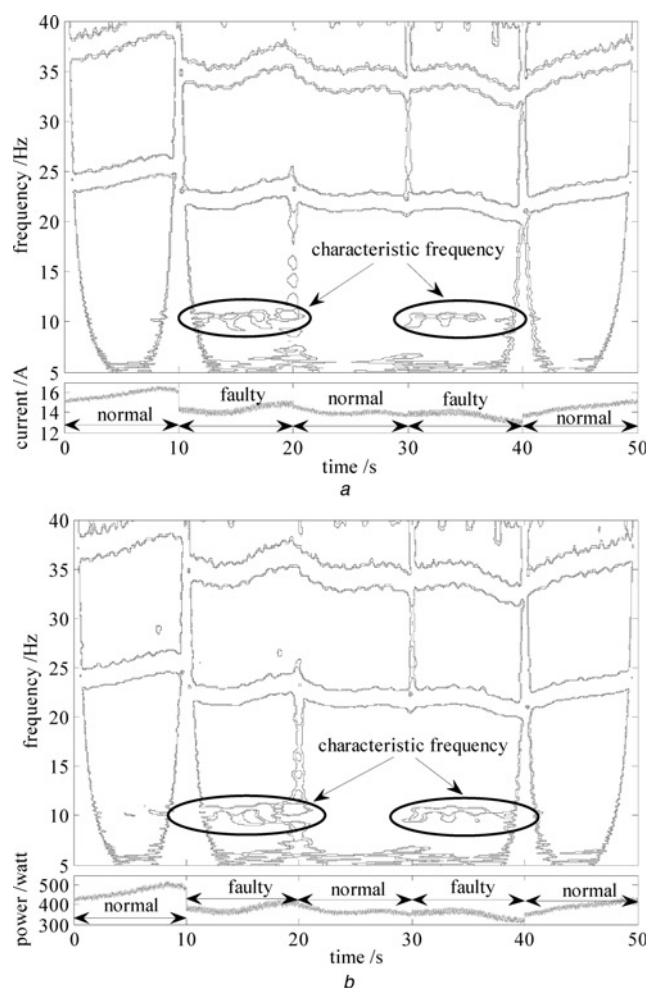 40
35
30
25
20
15
10
5
frequency /Hz
characteristic frequency
16
14
12
current /A
normal
faulty
normal
faulty
normal
0 10 20 30 40 50
time /s
a
40
35
30
25
20
15
10
5
frequency /Hz
characteristic frequency
500
400
300
power /watt
normal
faulty
normal
faulty
normal
0 10 20 30 40 50
time /s
b